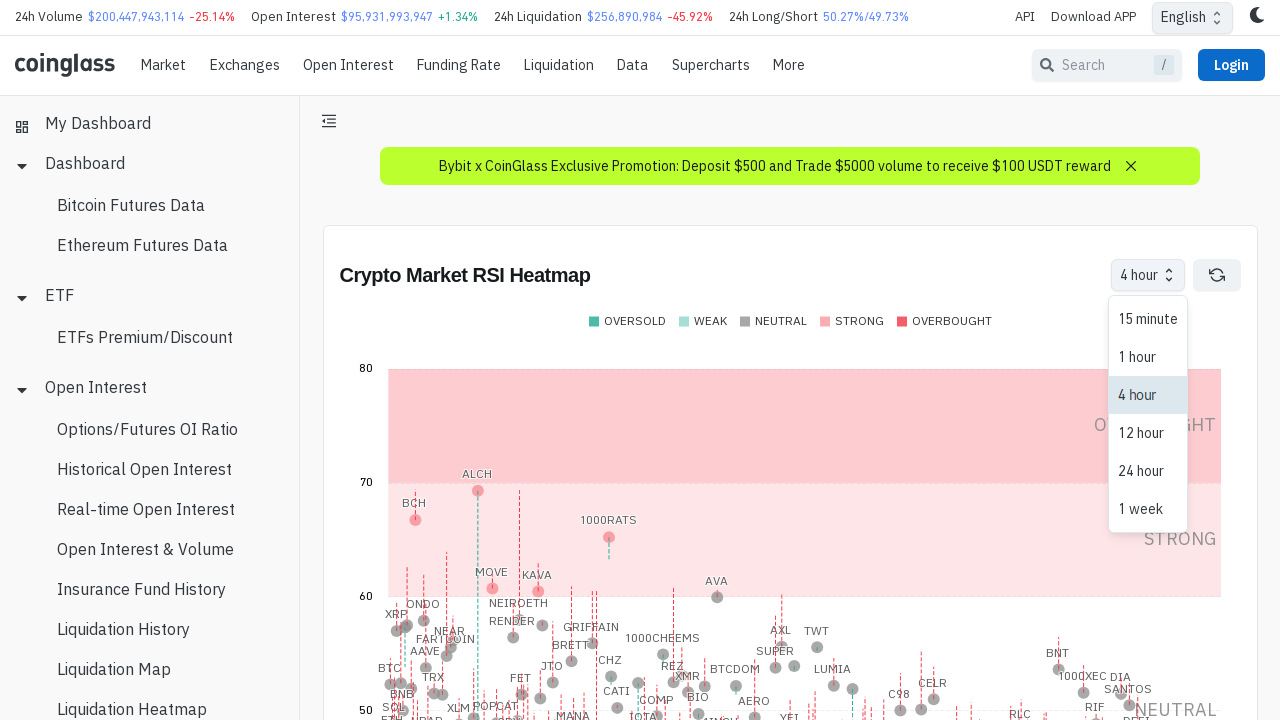 24h Volume $200,447,943,114 -25.14% Open Interest $95,931,993,947 +1.34% 24h Liquidation $256,890,984 -45.92% 24h Long/Short 50.27%/49.73% API Download APP English
coinglass Market Exchanges Open Interest Funding Rate Liquidation Data Supercharts More Search / Login
My Dashboard
Dashboard
Bitcoin Futures Data
Ethereum Futures Data
ETF
ETFs Premium/Discount
Open Interest
Options/Futures OI Ratio
Historical Open Interest
Real-time Open Interest
Open Interest & Volume
Insurance Fund History
Liquidation History
Liquidation Map
Liquidation Heatmap
Bybit x CoinGlass Exclusive Promotion: Deposit $500 and Trade $5000 volume to receive $100 USDT reward
Crypto Market RSI Heatmap
4 hour
15 minute
1 hour
4 hour
12 hour
24 hour
1 week
OVERSOLD WEAK NEUTRAL STRONG OVERBOUGHT
80
70
60
50
STRONG
NEUTRAL
ALCH
BCH
1000RATS
MOVE KAVA
AVA
ONDO NEIROETH
XRP
RENDER GRIFFAIN
NEAR AXL TWT
FARTCOIN 1000CHEEMS
AAVE BRETT SUPER BNT
CHZ
BTC JTO REZ BTCDOM LUMIA
TRX FET XMR 1000XEC DIA
CELR
BNB CATI BIO C98 SANTOS
SOL XLM POPCAT COMP AERO RIF
MANA IOTA YFI RLC
ETH